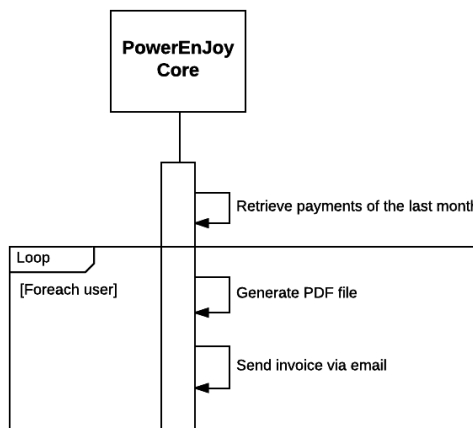 PowerEnJoy
Core
Retrieve payments of the last month
Loop
[Foreach user]
Generate PDF file
Send invoice via email